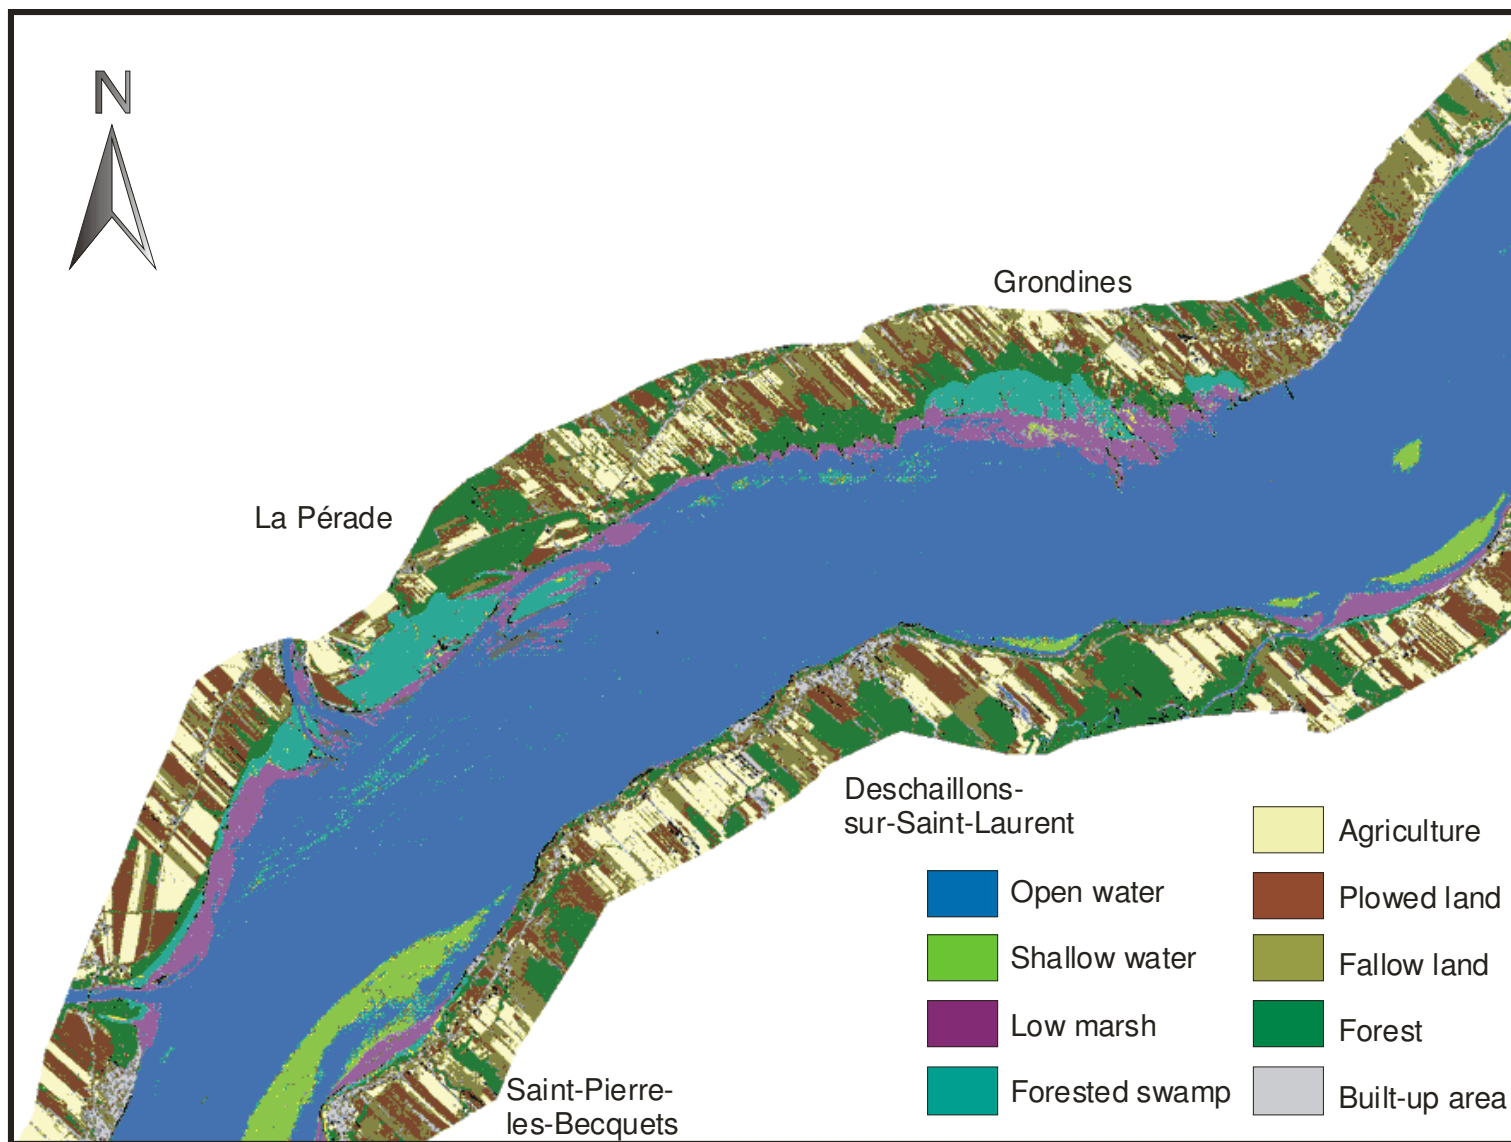 N
Grondines
La Pérade
Deschaillons-
sur-Saint-Laurent
Saint-Pierre-
les-Becquets
Open water
Shallow water
Low marsh
Forested swamp
Agriculture
Plowed land
Fallow land
Forest
Built-up area